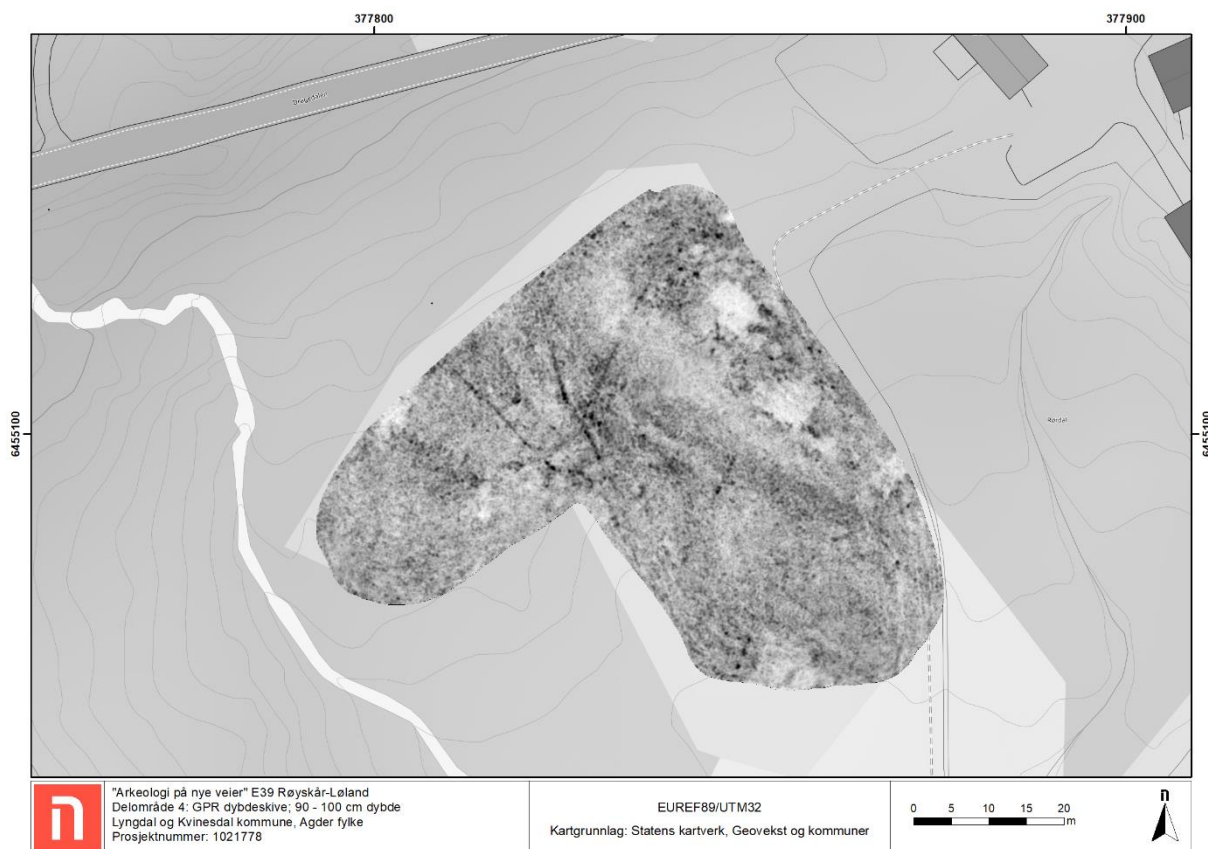 377800
377900
Drøgedalen
Rørdal
6455100
6455100
"Arkeologi på nye veier" E39 Røyskår-Løland
Delområde 4: GPR dybdeskive; 90 - 100 cm dybde
Lyngdal og Kvinesdal kommune, Agder fylke
Prosjektnummer: 1021778
EUREF89/UTM32
Kartgrunnlag: Statens kartverk, Geovekst og kommuner
0 5 10 15 20
m
n